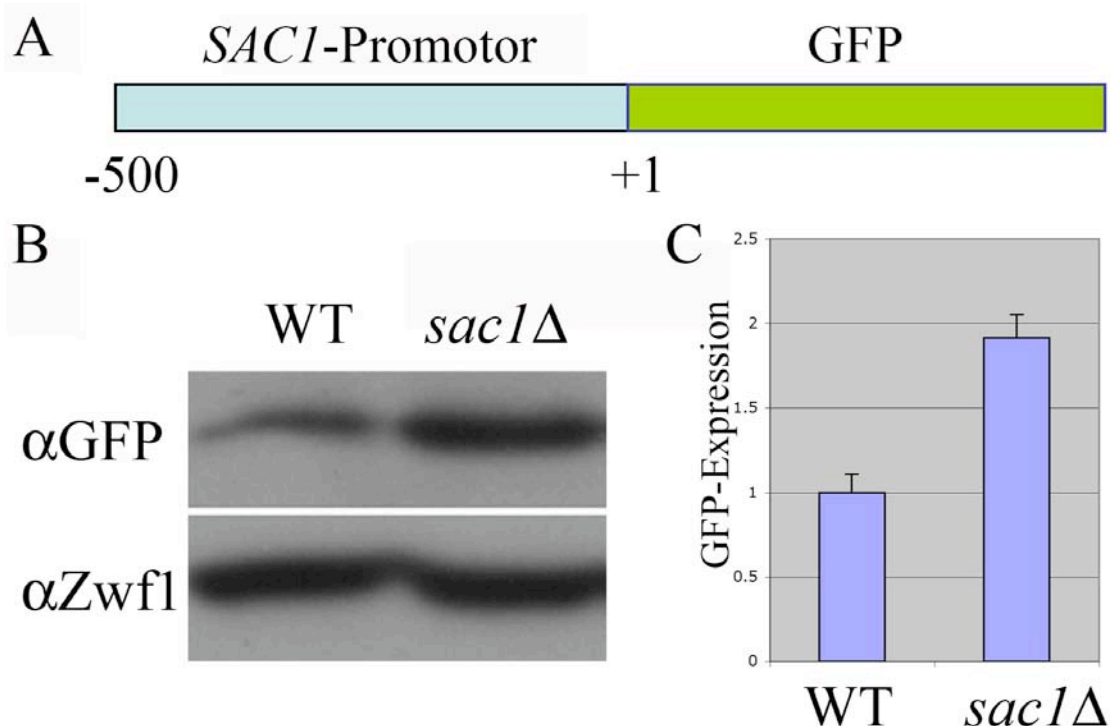 A
SAC1-Promotor
GFP
-500
+1
B
WT
sac1Δ
αGFP
αZwf1
C
GFP-Expression
2.5
2
1.5
1
0.5
0
WT
sac1Δ